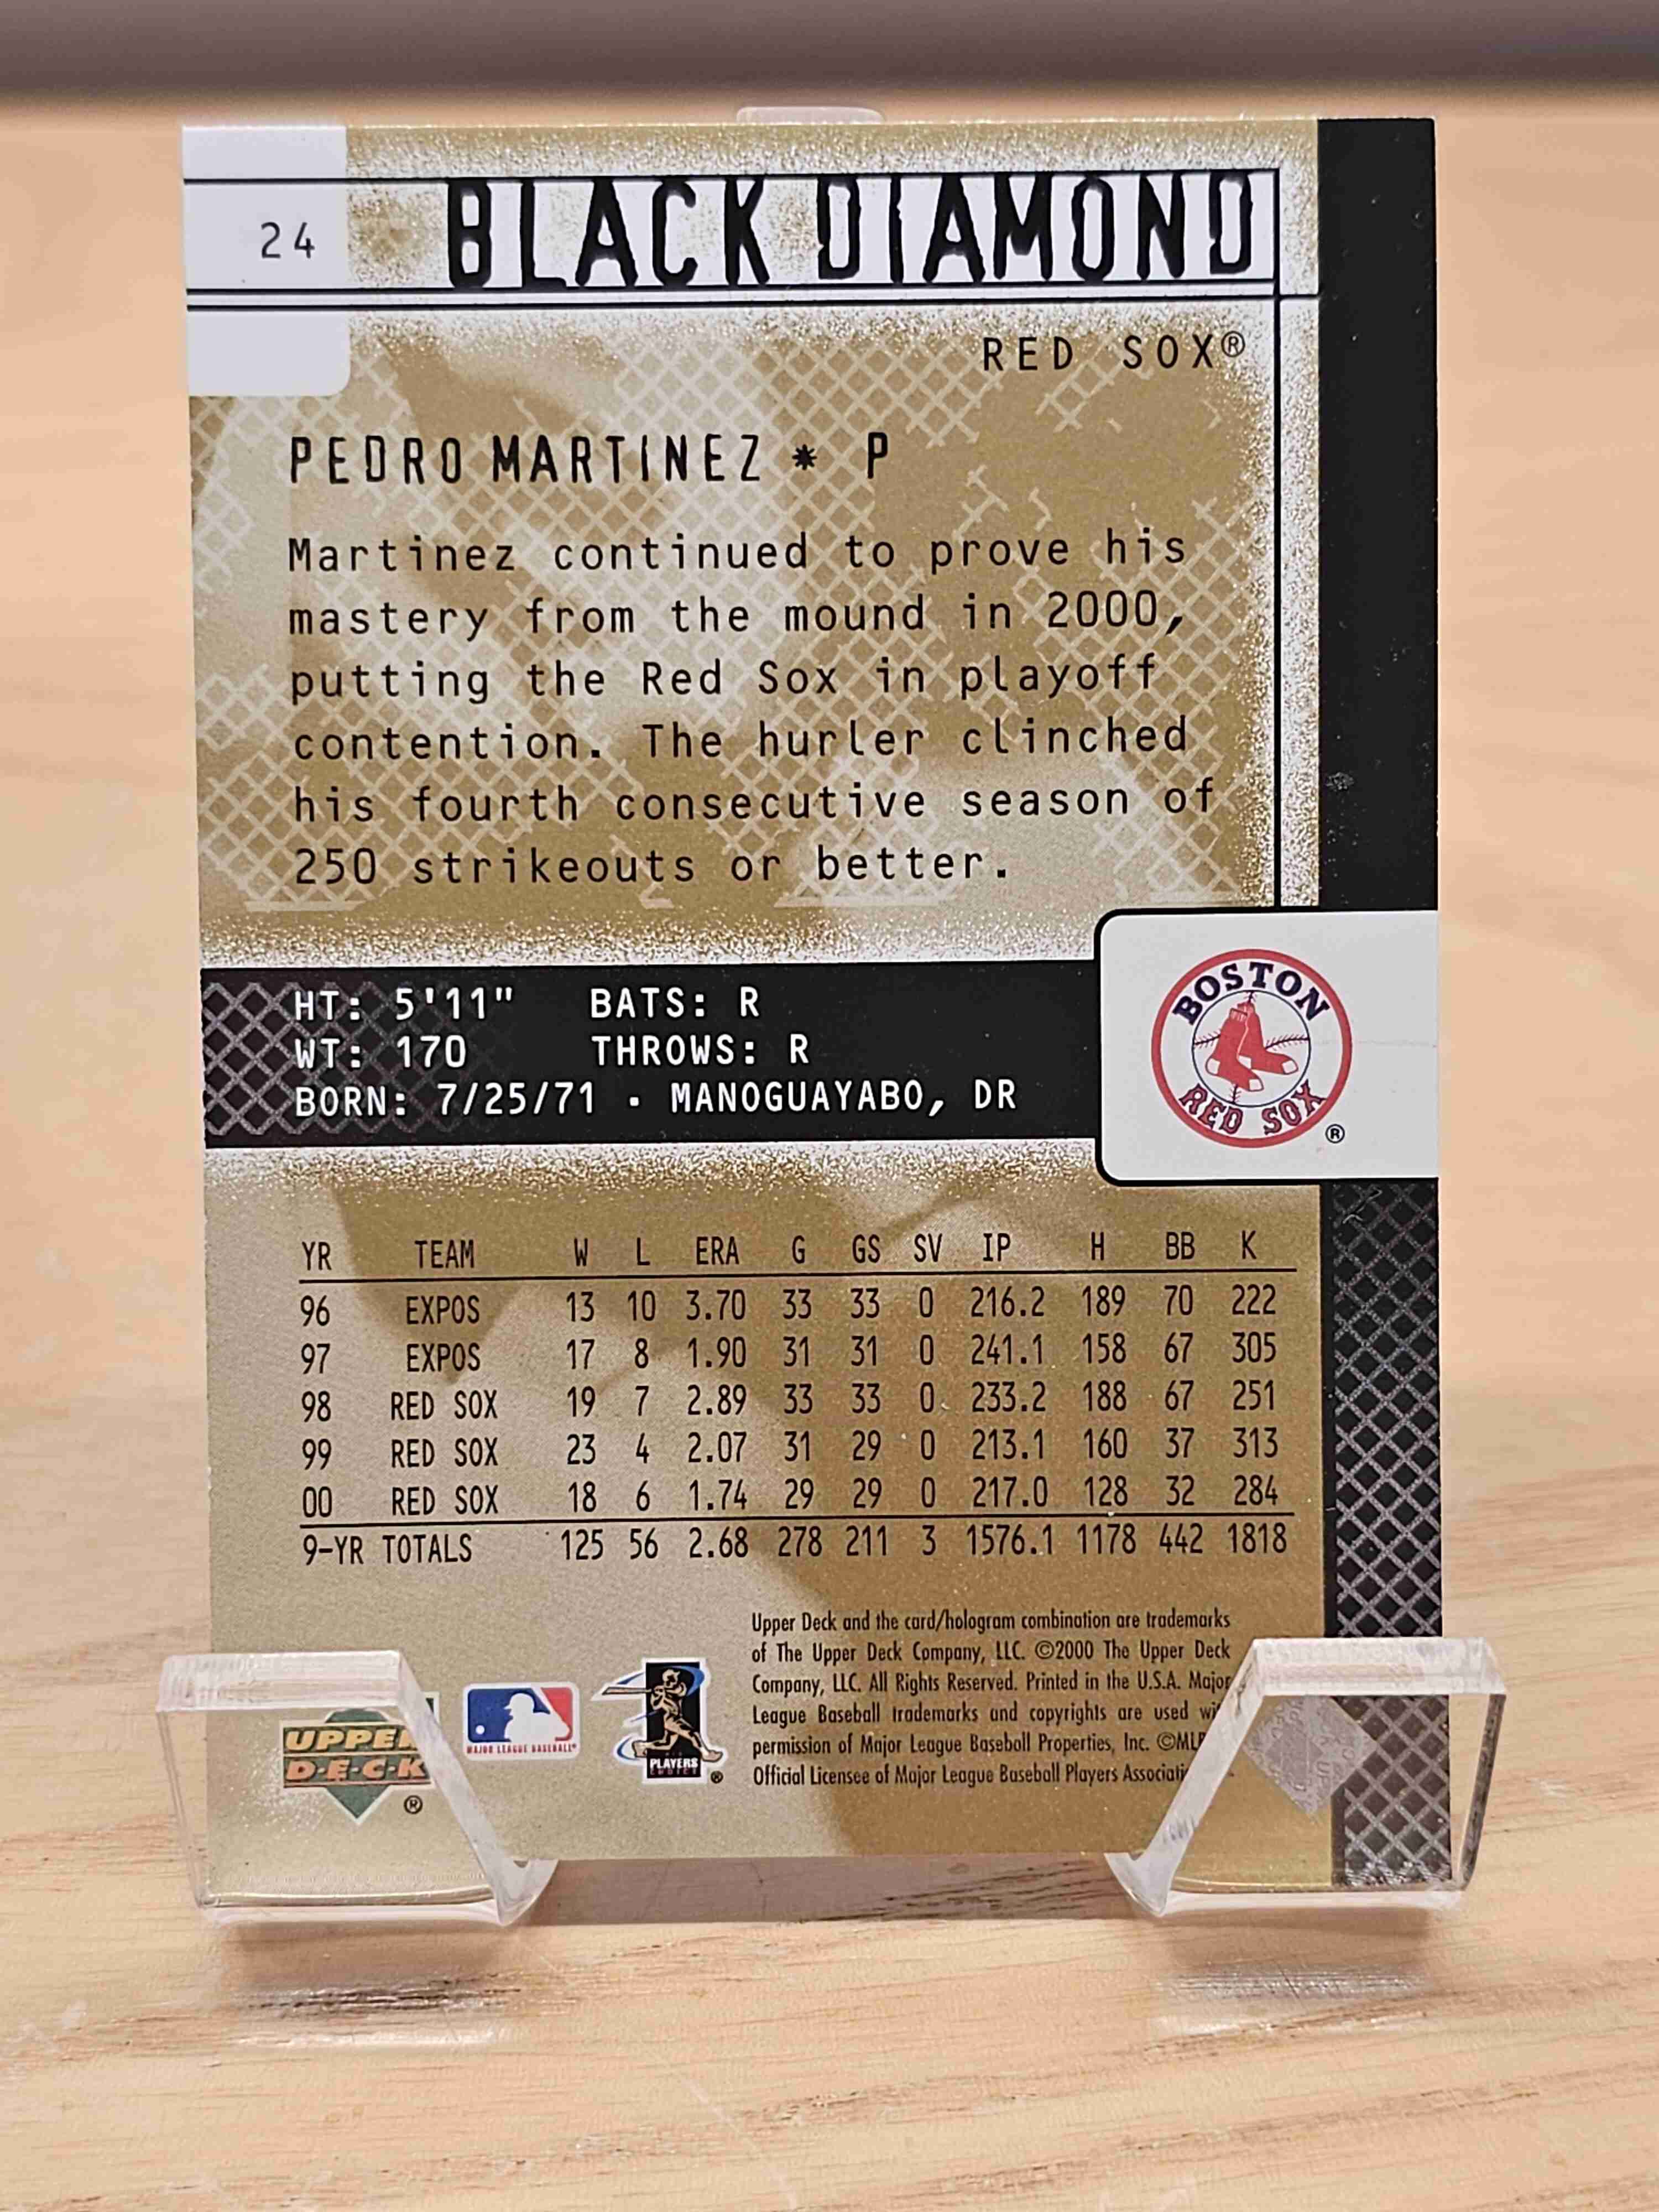 24
BLACK DIAMOND
RED SOX®
PEDRO MARTINEZ * P
Martinez continued to prove his
mastery from the mound in 2000,
putting the Red Sox in playoff
contention. The hurler clinched
his fourth consecutive season of
250 strikeouts or better.
HT: 5'11" BATS: R
WT: 170 THROWS: R
BORN: 7/25/71 · MANOGUAYABO, DR
BOSTON
RED SOX
®
YR TEAM W L ERA G GS SV IP H BB K
96 EXPOS 13 10 3.70 33 33 0 216.2 189 70 222
97 EXPOS 17 8 1.90 31 31 0 241.1 158 67 305
98 RED SOX 19 7 2.89 33 33 0 233.2 188 67 251
99 RED SOX 23 4 2.07 31 29 0 213.1 160 37 313
00 RED SOX 18 6 1.74 29 29 0 217.0 128 32 284
9-YR TOTALS 125 56 2.68 278 211 3 1576.1 1178 442 1818
Upper Deck and the card/hologram combination are trademarks
of The Upper Deck Company, LLC. ©2000 The Upper Deck
Company, LLC. All Rights Reserved. Printed in the U.S.A. Major
League Baseball trademarks and copyrights are used
permission of Major League Baseball Properties, Inc. ©MLB
Official Licensee of Major League Baseball Players
UPPER
D·E·C·K
®
MAJOR LEAGUE BASEBALL®
PLAYERS
CHOICE
®